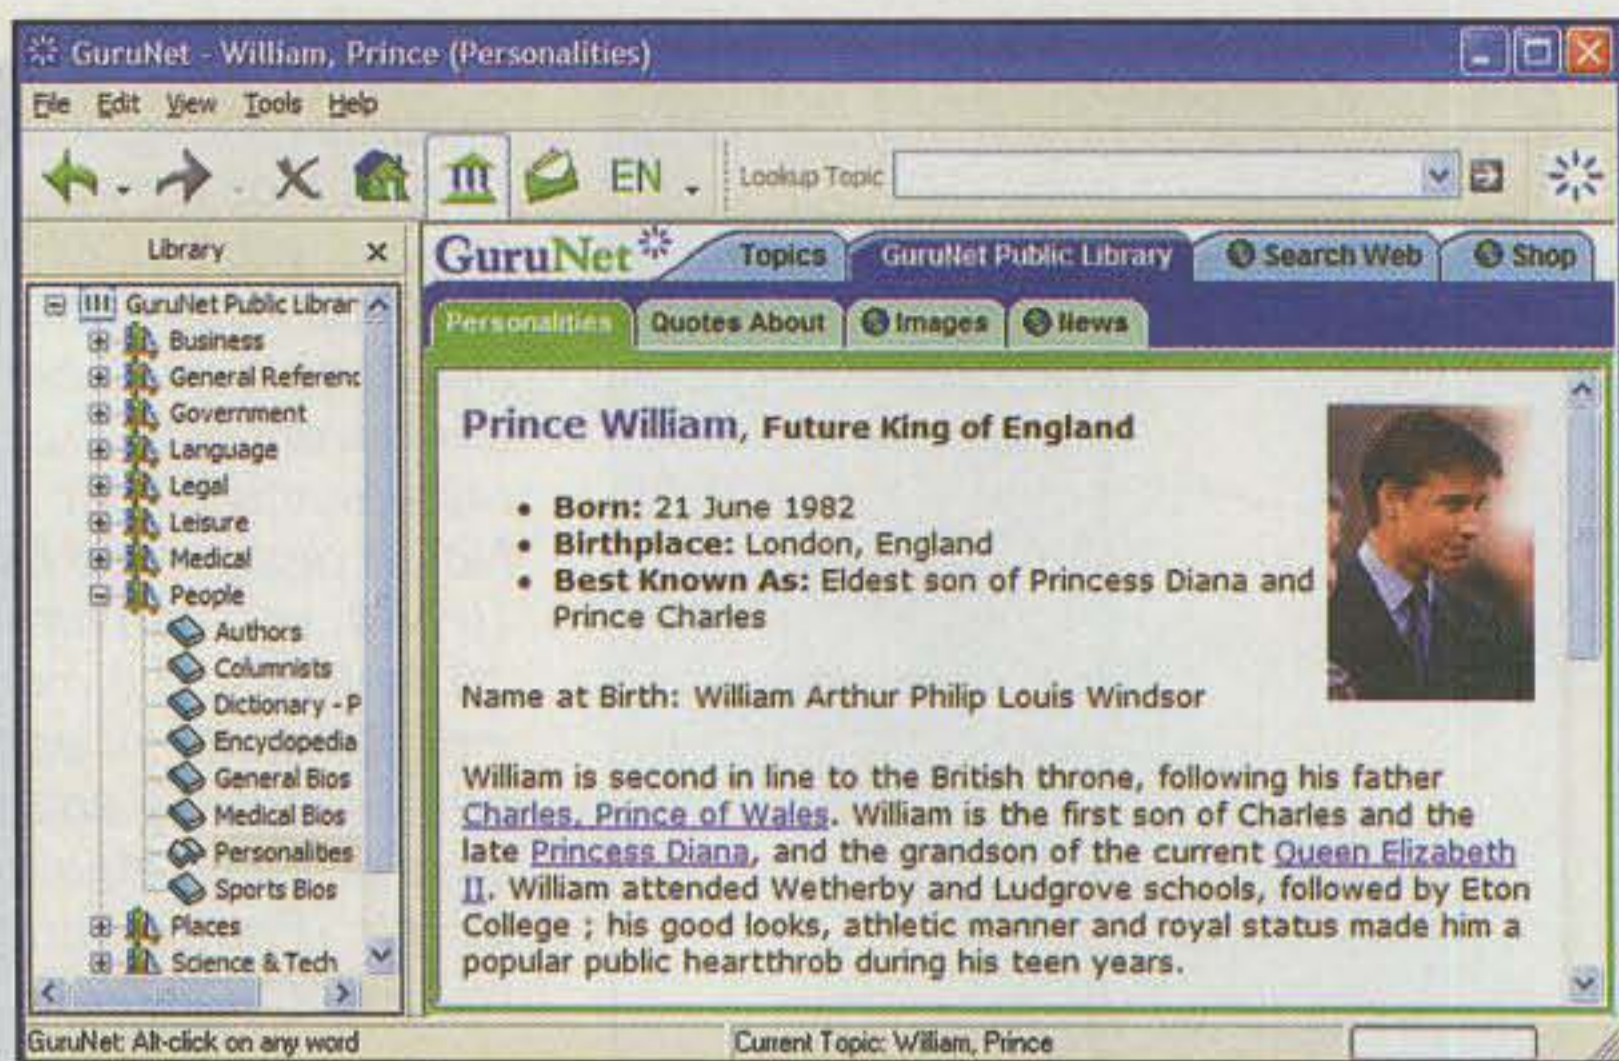 GuruNet - William, Prince (Personalities)
File Edit View Tools Help
EN
Lookup Topic
Library
GuruNet Public Librar
Business
General Referenc
Government
Language
Legal
Leisure
Medical
People
Authors
Columnists
Dictionary - P
Encyclopedia
General Bios
Medical Bios
Personalities
Sports Bios
Places
Science & Tech
GuruNet
Topics GuruNet Public Library Search Web Shop
Personalities Quotes About Images News
Prince William, Future King of England
• Born: 21 June 1982
• Birthplace: London, England
• Best Known As: Eldest son of Princess Diana and
Prince Charles
Name at Birth: William Arthur Philip Louis Windsor
William is second in line to the British throne, following his father
Charles, Prince of Wales. William is the first son of Charles and the
late Princess Diana, and the grandson of the current Queen Elizabeth
II. William attended Wetherby and Ludgrove schools, followed by Eton
College ; his good looks, athletic manner and royal status made him a
popular public heartthrob during his teen years.
GuruNet: Alt-click on any word
Current Topic: William, Prince